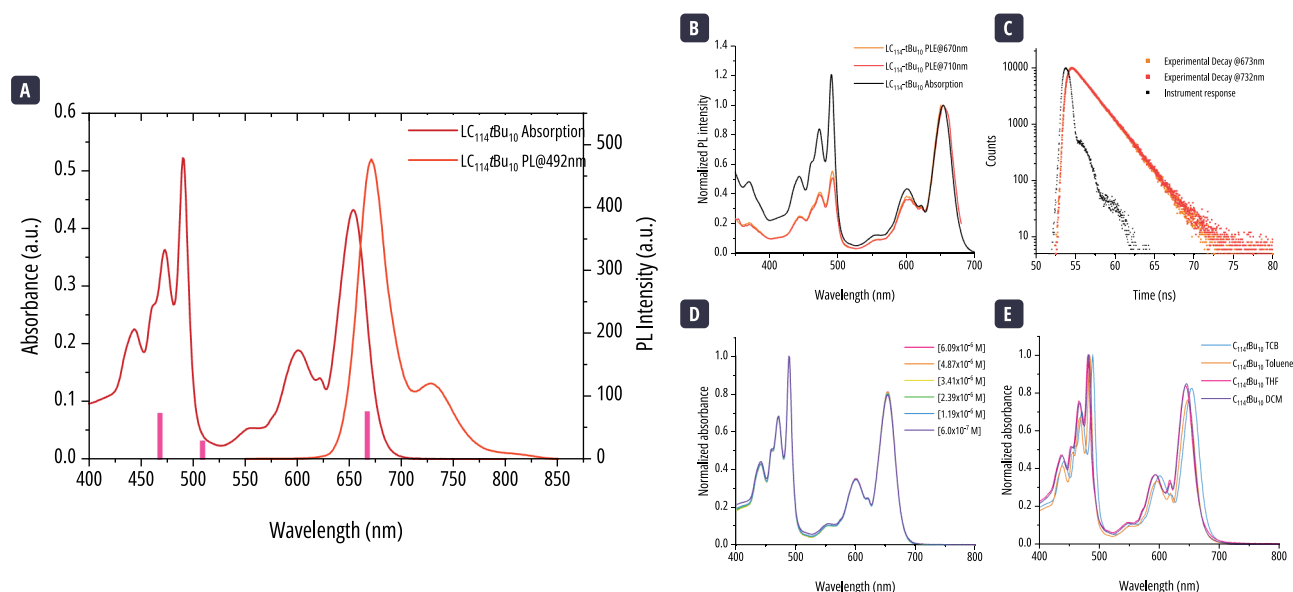 A
0.6
0.5
0.4
0.3
0.2
0.1
0.0
Absorbance (a.u.)
400 450 500 550 600 650 700 750 800 850
Wavelength (nm)
500
400
300
200
100
0
PL Intensity (a.u.)
LC₁₁₄tBu₁₀ Absorption
LC₁₁₄tBu₁₀ PL@492nm
B
1.4
1.2
1.0
0.8
0.6
0.4
0.2
0.0
Normalized PL intensity
400 500 600 700
Wavelength (nm)
LC₁₁₄-tBu₁₀ PLE@670nm
LC₁₁₄-tBu₁₀ PLE@710nm
LC₁₁₄-tBu₁₀ Absorption
C
10000
1000
100
10
Counts
50 55 60 65 70 75 80
Time (ns)
Experimental Decay @673nm
Experimental Decay @732nm
Instrument response
D
1.0
0.8
0.6
0.4
0.2
0.0
Normalized absorbance
400 500 600 700 800
Wavelength (nm)
[6.09x10⁻⁶ M]
[4.87x10⁻⁶ M]
[3.41x10⁻⁶ M]
[2.39x10⁻⁶ M]
[1.19x10⁻⁶ M]
[6.0x10⁻⁷ M]
E
1.0
0.8
0.6
0.4
0.2
0.0
Normalized absorbance
400 500 600 700 800
Wavelength (nm)
C₁₁₄tBu₁₀ TCB
C₁₁₄tBu₁₀ Toluene
C₁₁₄tBu₁₀ THF
C₁₁₄tBu₁₀ DCM